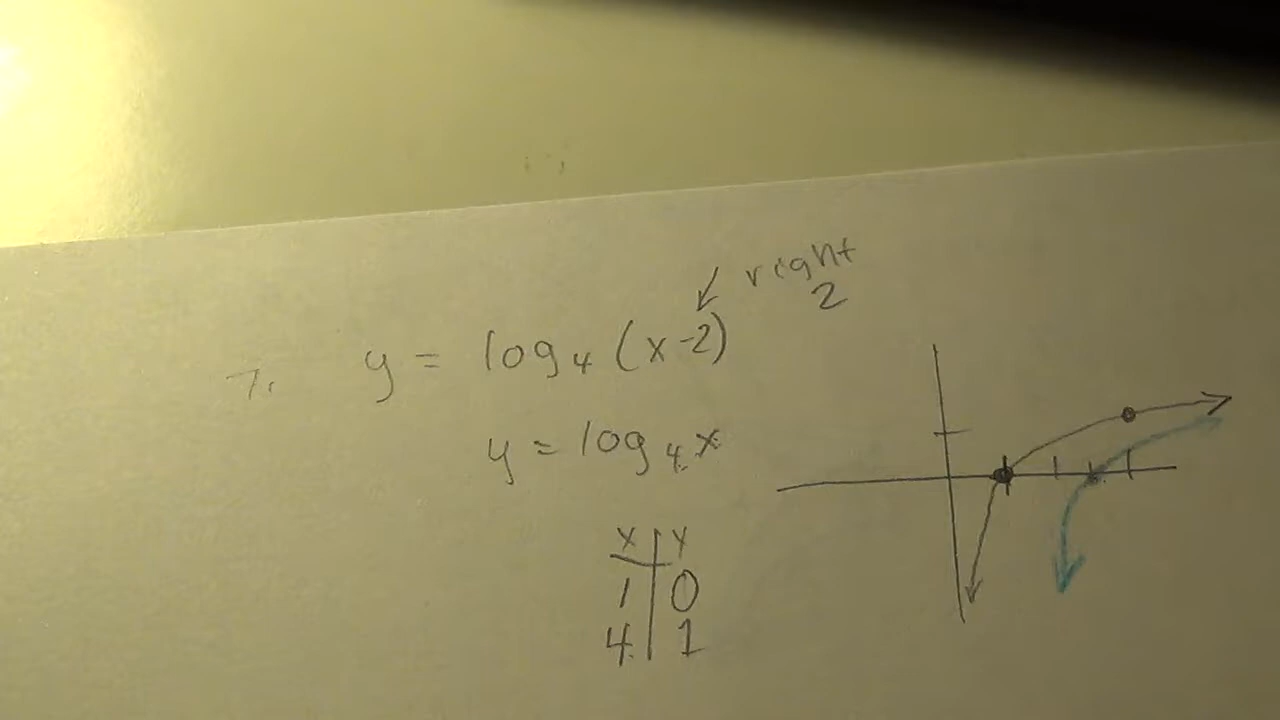 right
2
7. y = log₄ (x-2)
y = log₄ x
x | y
1 | 0
4 | 1